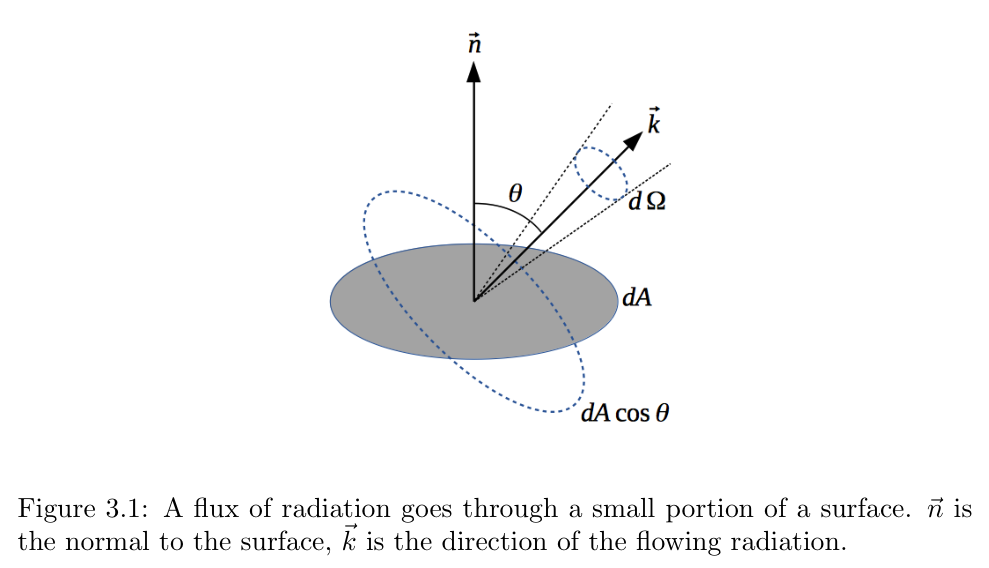 n⃗
k⃗
θ
dΩ
dA
dA cos θ
Figure 3.1: A flux of radiation goes through a small portion of a surface. n⃗ is
the normal to the surface, k⃗ is the direction of the flowing radiation.